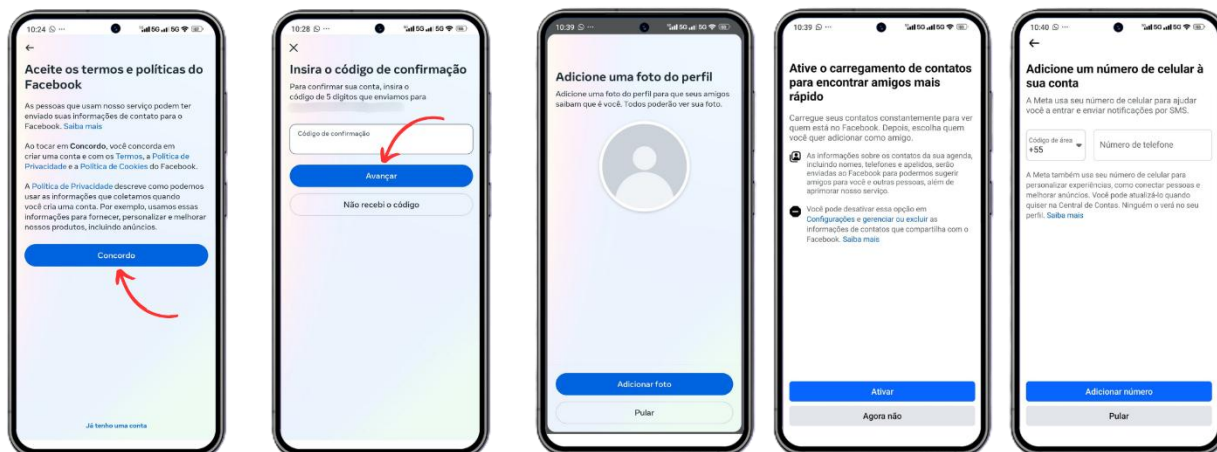 10:24
Aceite os termos e políticas do
Facebook
As pessoas que usam nosso serviço podem ter
enviado suas informações de contato para o
Facebook. Saiba mais
Ao tocar em Concordo, você concorda em
criar uma conta e com os Termos, a Política de
Privacidade e a Política de Cookies do Facebook.
A Política de Privacidade descreve como podemos
usar as informações que coletamos quando
você cria uma conta. Por exemplo, usamos essas
informações para fornecer, personalizar e melhorar
nossos produtos, incluindo anúncios.
Concordo
Já tenho uma conta
10:28
Insira o código de confirmação
Para confirmar sua conta, insira o
código de 5 dígitos que enviamos para
Código de confirmação
Avançar
Não recebi o código
10:39
Adicione uma foto do perfil
Adicione uma foto do perfil para que seus amigos
saibam que é você. Todos poderão ver sua foto.
Adicionar foto
Pular
10:39
Ative o carregamento de contatos
para encontrar amigos mais
rápido
Carregue seus contatos constantemente para ver
quem está no Facebook. Depois, escolha quem
você quer adicionar como amigo.
As informações sobre os contatos da sua agenda,
incluindo nomes, telefones e apelidos, serão
enviadas ao Facebook para podermos sugerir
amigos para você e outras pessoas, além de
aprimorar nosso serviço.
Você pode desativar essa opção em
Configurações e gerenciar ou excluir as
informações de contatos que compartilha com o
Facebook. Saiba mais
Ativar
Agora não
10:40
Adicione um número de celular à
sua conta
A Meta usa seu número de celular para ajudar
você a entrar e enviar notificações por SMS.
Código de área
+55
Número de telefone
A Meta também usa seu número de celular para
personalizar experiências, como conectar pessoas e
melhorar anúncios. Você pode atualizá-lo quando
quiser na Central de Contas. Ninguém o verá no seu
perfil. Saiba mais
Adicionar número
Pular